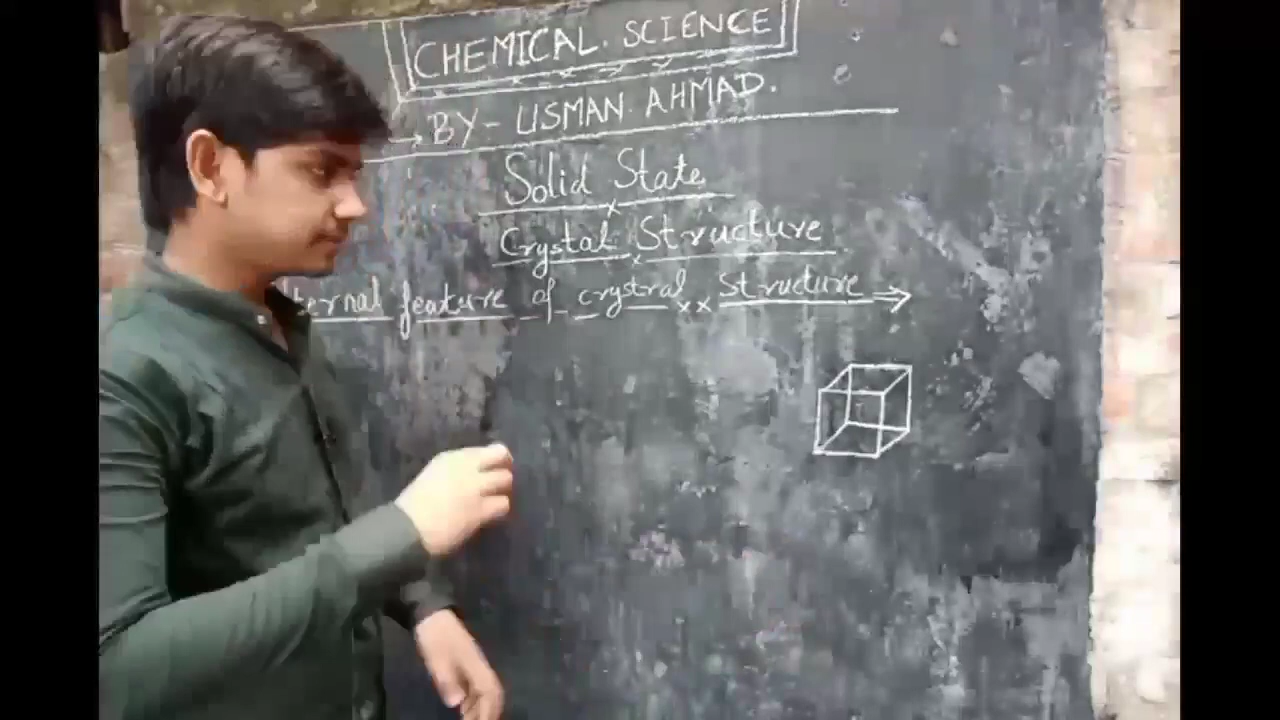 CHEMICAL. SCIENCE
→ BY - USMAN. AHMAD.
Solid State
Crystal Structure
feature of crystral Structure ⇒